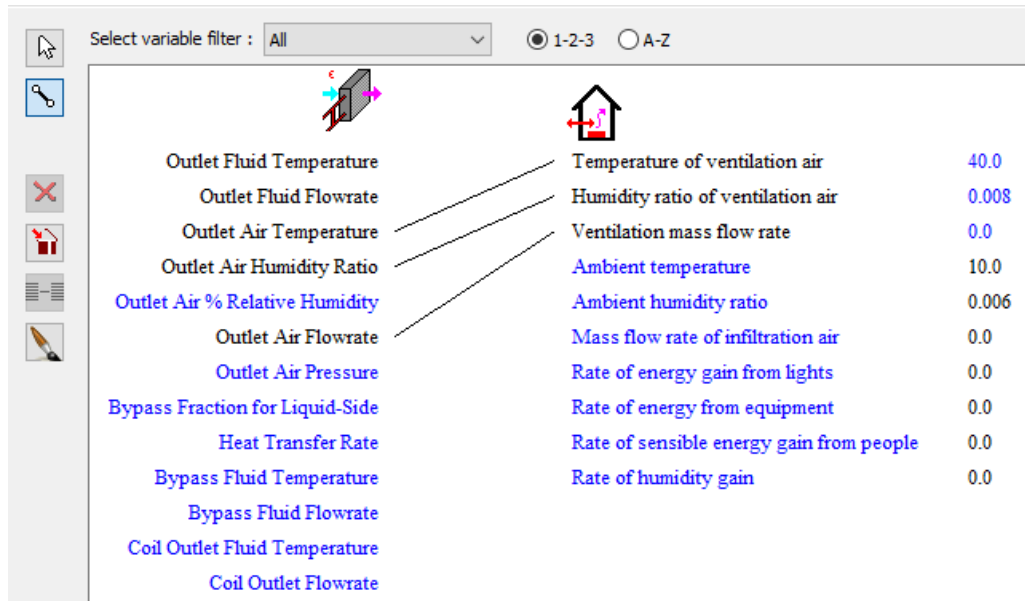 Select variable filter : All 1-2-3 A-Z
Outlet Fluid Temperature Temperature of ventilation air 40.0
Outlet Fluid Flowrate Humidity ratio of ventilation air 0.008
Outlet Air Temperature Ventilation mass flow rate 0.0
Outlet Air Humidity Ratio Ambient temperature 10.0
Outlet Air % Relative Humidity Ambient humidity ratio 0.006
Outlet Air Flowrate Mass flow rate of infiltration air 0.0
Outlet Air Pressure Rate of energy gain from lights 0.0
Bypass Fraction for Liquid-Side Rate of energy from equipment 0.0
Heat Transfer Rate Rate of sensible energy gain from people 0.0
Bypass Fluid Temperature Rate of humidity gain 0.0
Bypass Fluid Flowrate
Coil Outlet Fluid Temperature
Coil Outlet Flowrate